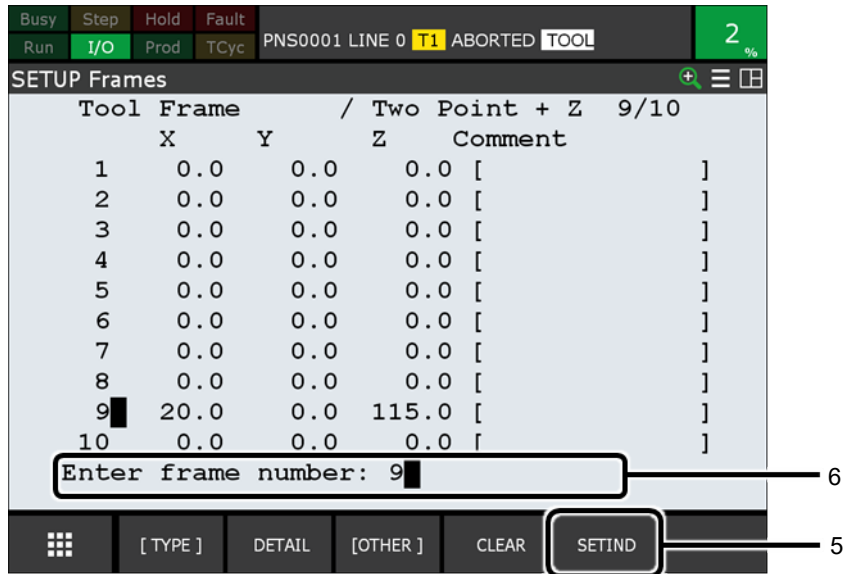 Busy Step Hold Fault
Run I/O Prod TCyc
PNS0001 LINE 0 T1 ABORTED TOOL
2 %
SETUP Frames
Tool Frame / Two Point + Z 9/10
X Y Z Comment
1 0.0 0.0 0.0 [ ]
2 0.0 0.0 0.0 [ ]
3 0.0 0.0 0.0 [ ]
4 0.0 0.0 0.0 [ ]
5 0.0 0.0 0.0 [ ]
6 0.0 0.0 0.0 [ ]
7 0.0 0.0 0.0 [ ]
8 0.0 0.0 0.0 [ ]
9 20.0 0.0 115.0 [ ]
10 0.0 0.0 0.0 [ ]
Enter frame number: 9
6
[ TYPE ] DETAIL [OTHER ] CLEAR SETIND
5